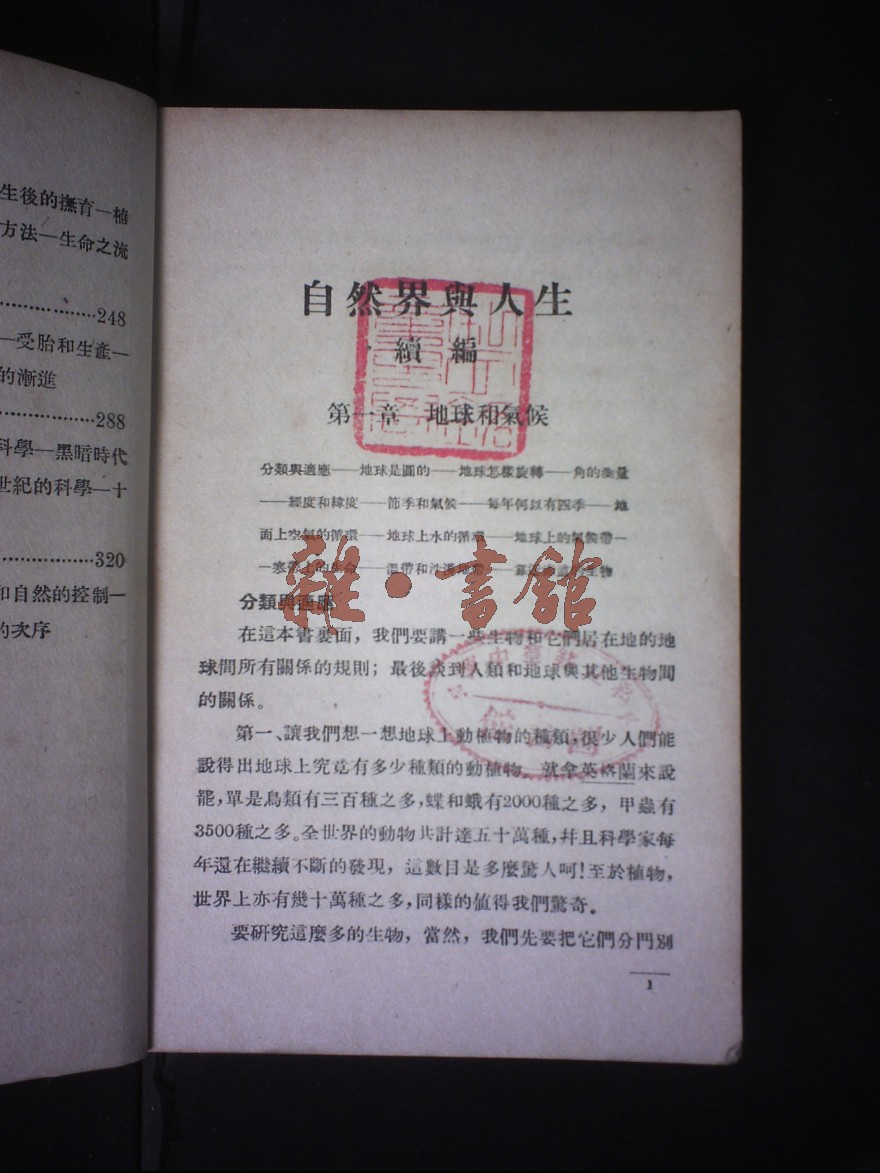 生後的撫育—植
方法—生命之流
248
—受胎和生產—
的漸進
288
科學—黑暗時代
世紀的科學—十
320
和自然的控制—
的次序
自然界與人生
續編
第一章 地球和氣候
分類與適應——地球是圓的——地球怎樣旋轉——角的測量
——經度和緯度——節季和氣候——每年何以有四季——地
面上空氣的循環——地球上水的循環——地球上的氣候帶—
—寒帶上的生命——溫帶和沙漠地帶——生物
雜·書館
分類與適應
在這本書裏面，我們要講一些生物和它們居在地的地
球間所有關係的規則；最後談到人類和地球與其他生物間
的關係。
第一、讓我們想一想地球上動植物的種類，很少人們能
說得出地球上究竟有多少種類的動植物。就拿英格蘭來說
罷，單是鳥類有三百種之多，蝶和蛾有2000種之多，甲蟲有
3500種之多。全世界的動物共計達五十萬種，幷且科學家每
年還在繼續不斷的發現，這數目是多麼驚人呵！至於植物，
世界上亦有幾十萬種之多，同樣的值得我們驚奇。
要研究這麼多的生物，當然，我們先要把它們分門別
1